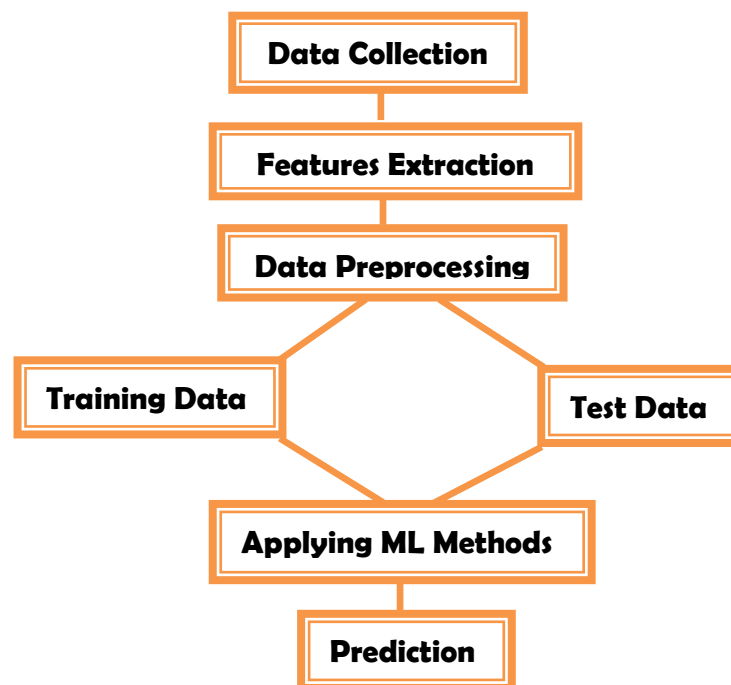 Data Collection
Features Extraction
Data Preprocessing
Training Data
Test Data
Applying ML Methods
Prediction